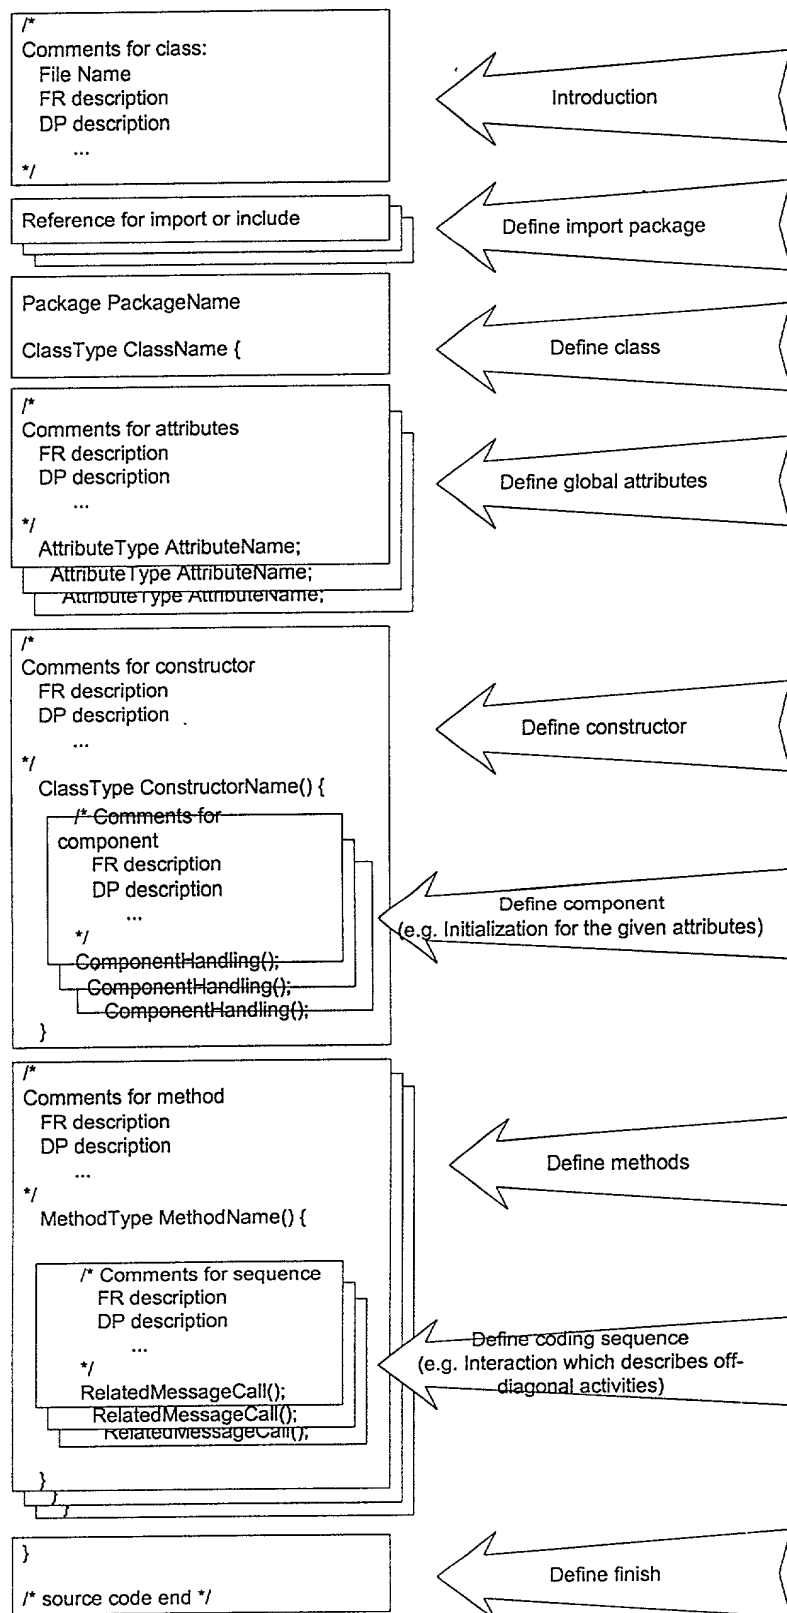 /*
Comments for class:
File Name
FR description
DP description
...
*/
Introduction
Reference for import or include
Define import package
Package PackageName
ClassType ClassName {
Define class
/*
Comments for attributes
FR description
DP description
...
*/
AttributeType AttributeName;
AttributeType AttributeName;
AttributeType AttributeName;
Define global attributes
/*
Comments for constructor
FR description
DP description
...
*/
ClassType ConstructorName() {
Define constructor
/* Comments for
component
FR description
DP description
...
*/
ComponentHandling();
ComponentHandling();
ComponentHandling();
}
Define component
(e.g. Initialization for the given attributes)
/*
Comments for method
FR description
DP description
...
*/
MethodType MethodName() {
Define methods
/* Comments for sequence
FR description
DP description
...
*/
RelatedMessageCall();
RelatedMessageCall();
RelatedMessageCall();
}
}
}
Define coding sequence
(e.g. Interaction which describes off-
diagonal activities)
}
/* source code end */
Define finish